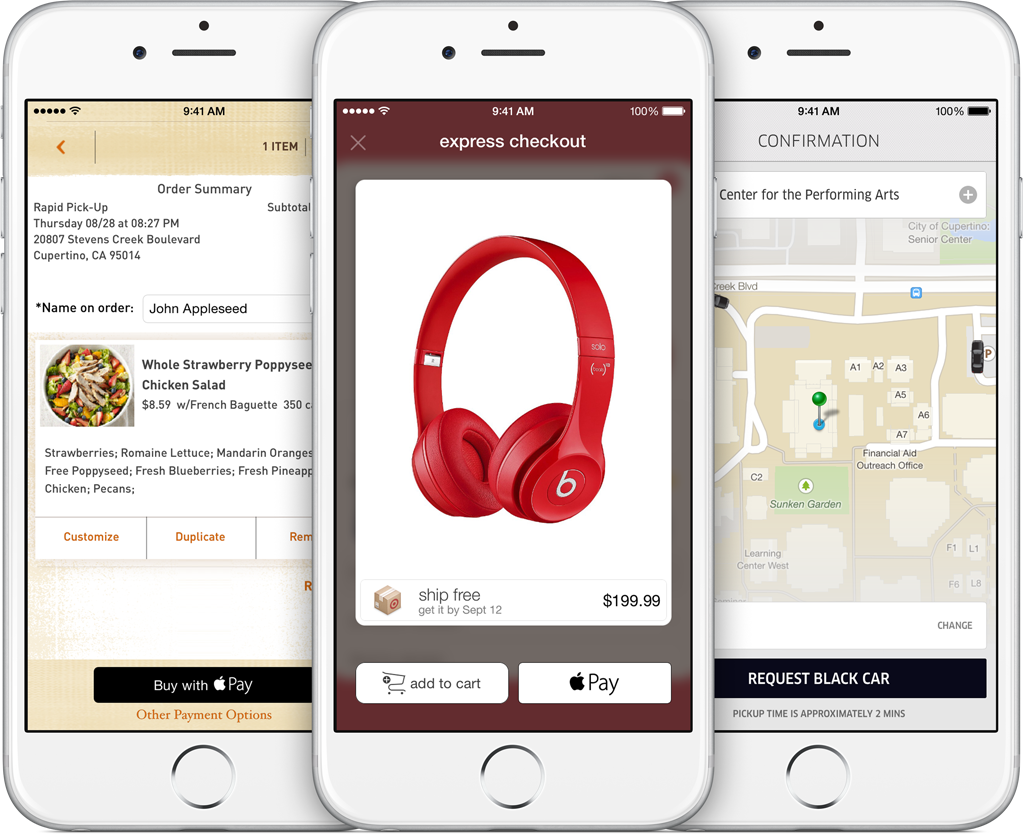 9:41 AM
1 ITEM
Order Summary
Rapid Pick-Up Subtotal
Thursday 08/28 at 08:27 PM
20807 Stevens Creek Boulevard
Cupertino, CA 95014
*Name on order: John Appleseed
Whole Strawberry Poppysee
Chicken Salad
$8.59 w/French Baguette 350 c
Strawberries; Romaine Lettuce; Mandarin Oranges
Free Poppyseed; Fresh Blueberries; Fresh Pineapp
Chicken; Pecans;
Customize Duplicate Rem
R
Buy with Pay
Other Payment Options
9:41 AM 100%
express checkout
solo
b
ship free
get it by Sept 12
$199.99
add to cart
Pay
9:41 AM 100%
CONFIRMATION
Center for the Performing Arts
City of Cupertino:
Senior Center
Creek Blvd
P
A1 A2 A3
A5
A6
A7
Financial Aid
Outreach Office
C2
Sunken Garden
Learning
Center West
F1 L1
F6 L8
CHANGE
REQUEST BLACK CAR
PICKUP TIME IS APPROXIMATELY 2 MINS